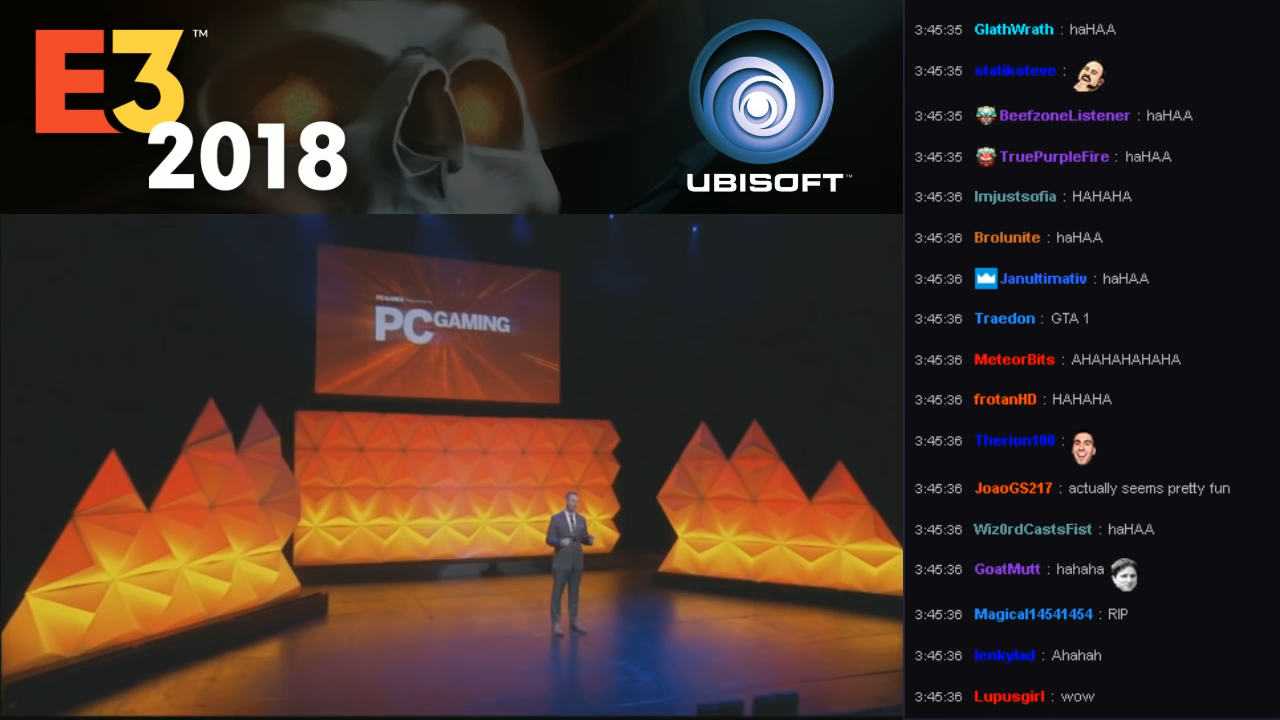 E3™
2018
UBISOFT™
PC GAMING
3:45:35 GlathWrath : haHAA
3:45:35 statiksteve :
3:45:35 BeefzoneListener : haHAA
3:45:35 TruePurpleFire : haHAA
3:45:36 Imjustsofia : HAHAHA
3:45:36 Brolunite : haHAA
3:45:36 Janultimativ : haHAA
3:45:36 Traedon : GTA 1
3:45:36 MeteorBits : AHAHAHAHAHA
3:45:36 frotanHD : HAHAHA
3:45:36 Therion100 :
3:45:36 JoaoGS217 : actually seems pretty fun
3:45:36 Wiz0rdCastsFist : haHAA
3:45:36 GoatMutt : hahaha
3:45:36 Magical14541454 : RIP
3:45:36 lenkylad : Ahahah
3:45:36 Lupusgirl : wow